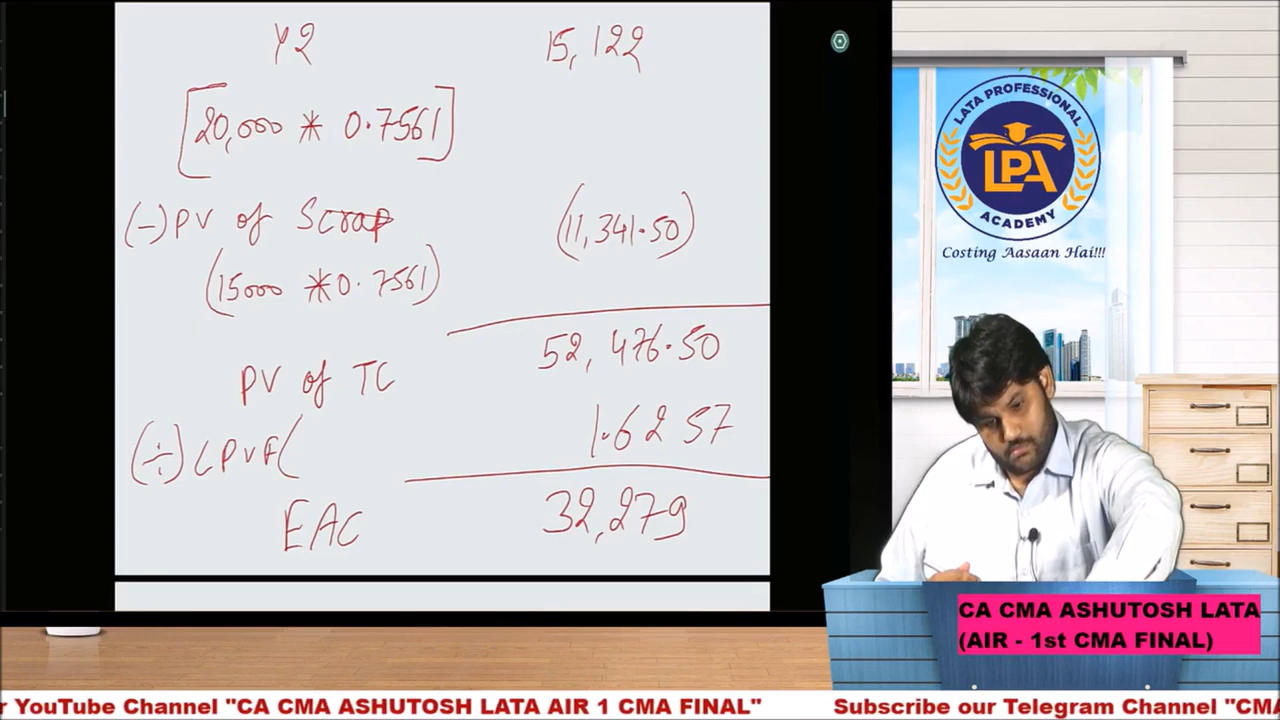 Y2 15,122
[20,000 * 0.7561]
(-) PV of Scrap (11,341.50)
(15000 * 0.7561)
PV of TC 52,476.50
(÷) CPVF( 1.6257
EAC 32,279
LATA PROFESSIONAL
LPA
ACADEMY
Costing Aasaan Hai!!!
CA CMA ASHUTOSH LATA
(AIR - 1st CMA FINAL)
r YouTube Channel "CA CMA ASHUTOSH LATA AIR 1 CMA FINAL" Subscribe our Telegram Channel "CMA